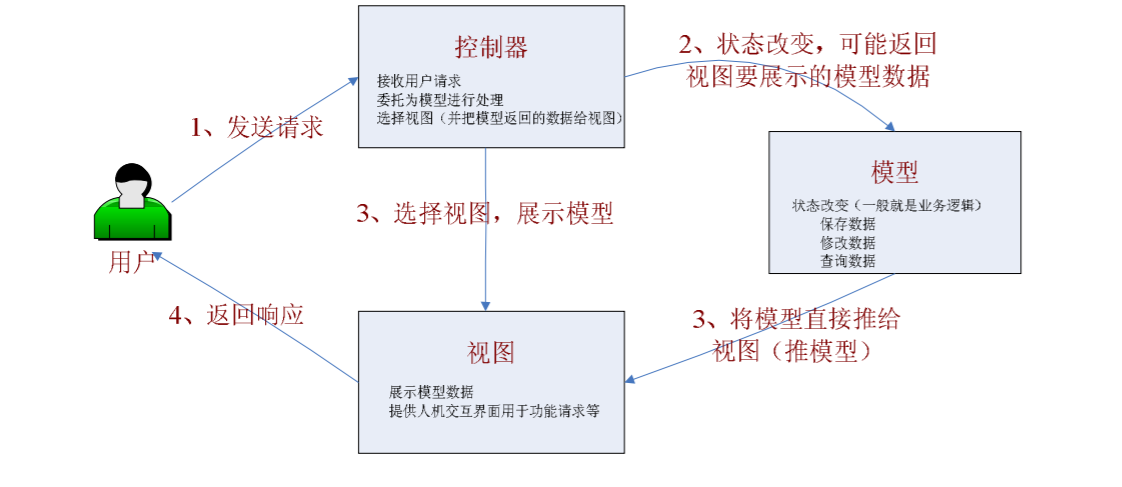 控制器
接收用户请求
委托为模型进行处理
选择视图（并把模型返回的数据给视图）
2、状态改变，可能返回
视图要展示的模型数据
1、发送请求
模型
状态改变（一般就是业务逻辑）
保存数据
修改数据
查询数据
3、选择视图，展示模型
用户
4、返回响应
3、将模型直接推给
视图（推模型）
视图
展示模型数据
提供人机交互界面用于功能请求等